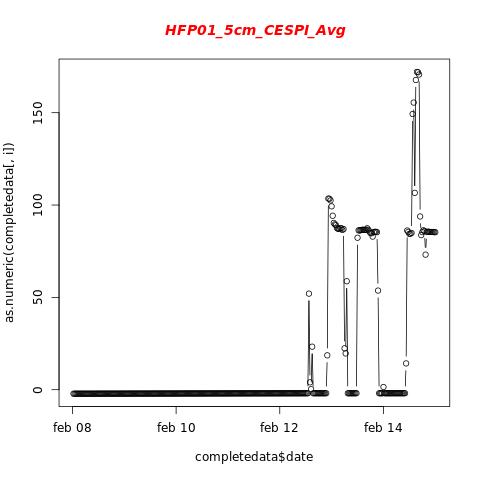 HFP01_5cm_CESPI_Avg
as.numeric(completedata[, i])
150
100
50
0
feb 08 feb 10 feb 12 feb 14
completedata$date